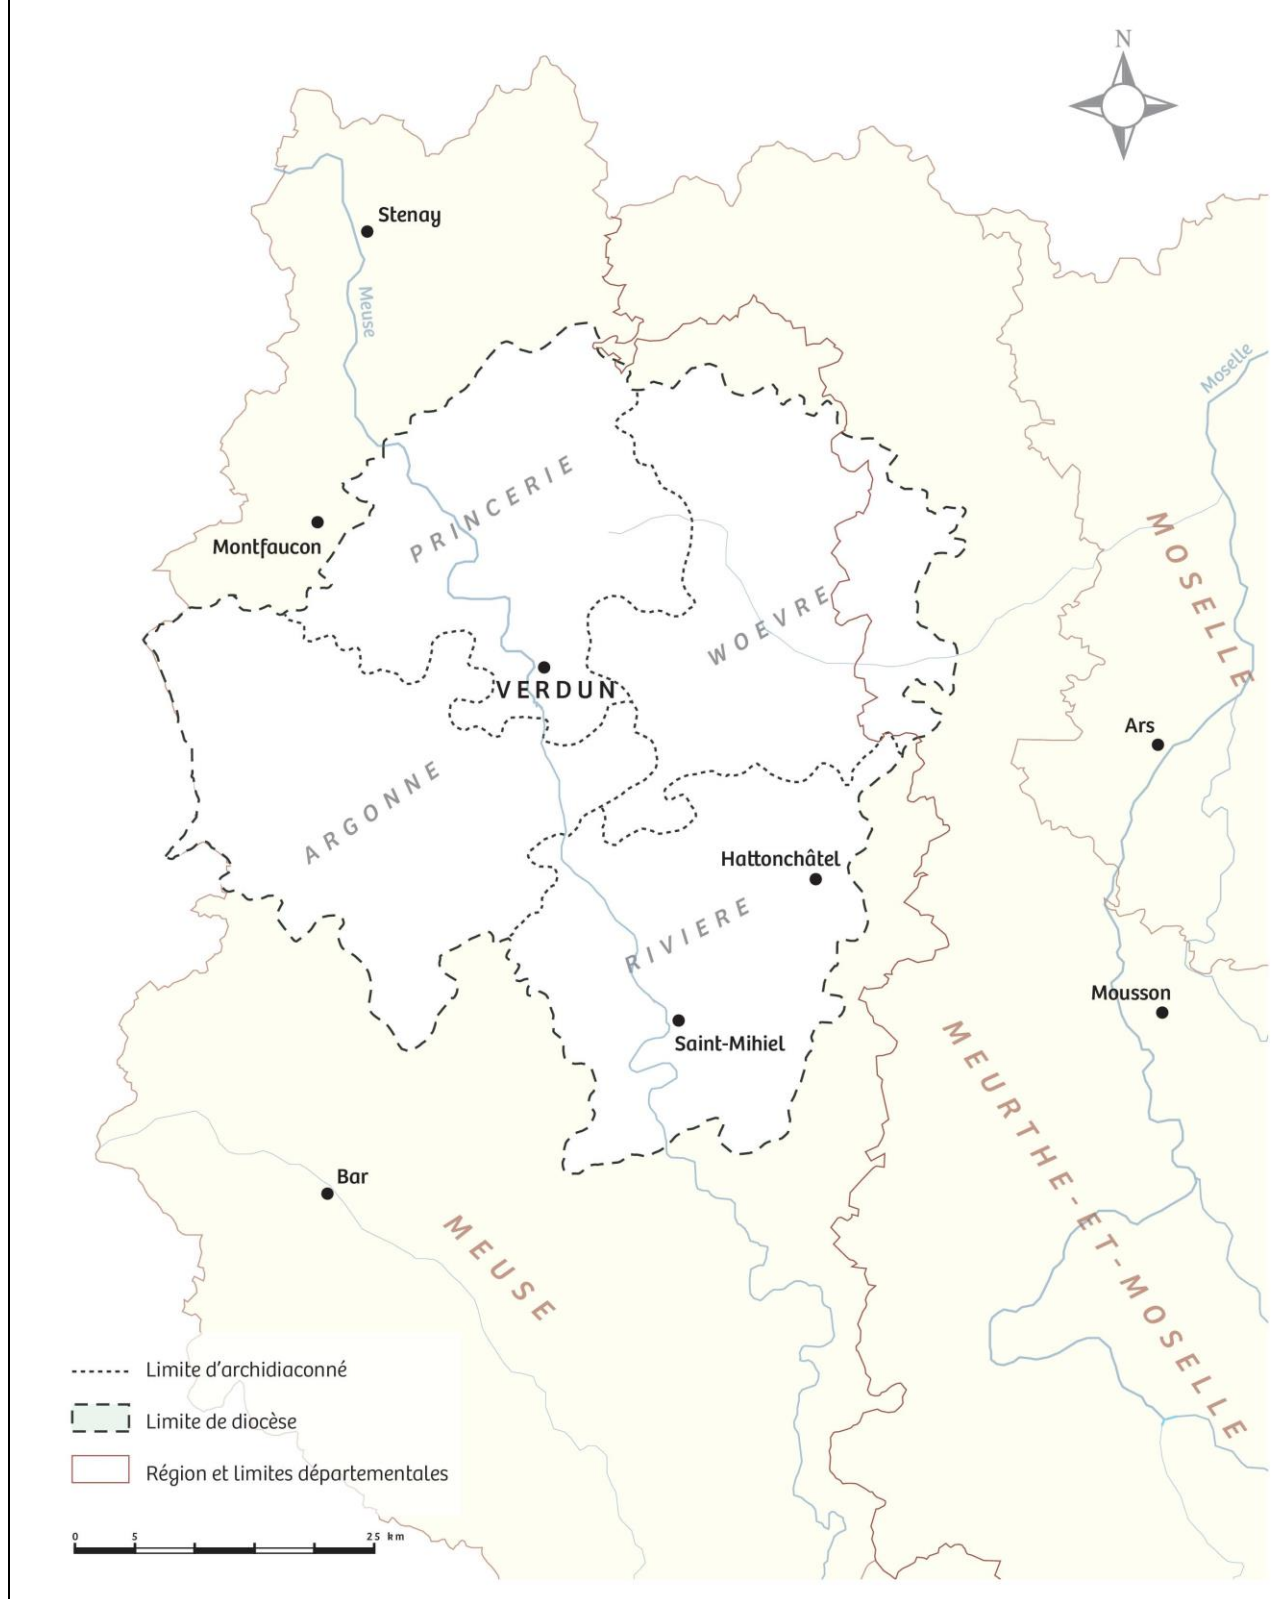 N
Stenay
Meuse
Moselle
PRINCERIE
Montfaucon
MOSELLE
WOEVRE
VERDUN
Ars
ARGONNE
Hattonchâtel
RIVIERE
Mousson
Saint-Mihiel
MEURTHE-ET-MOSELLE
Bar
MEUSE
Limite d'archidiaconné
Limite de diocèse
Région et limites départementales
0 5 25 km